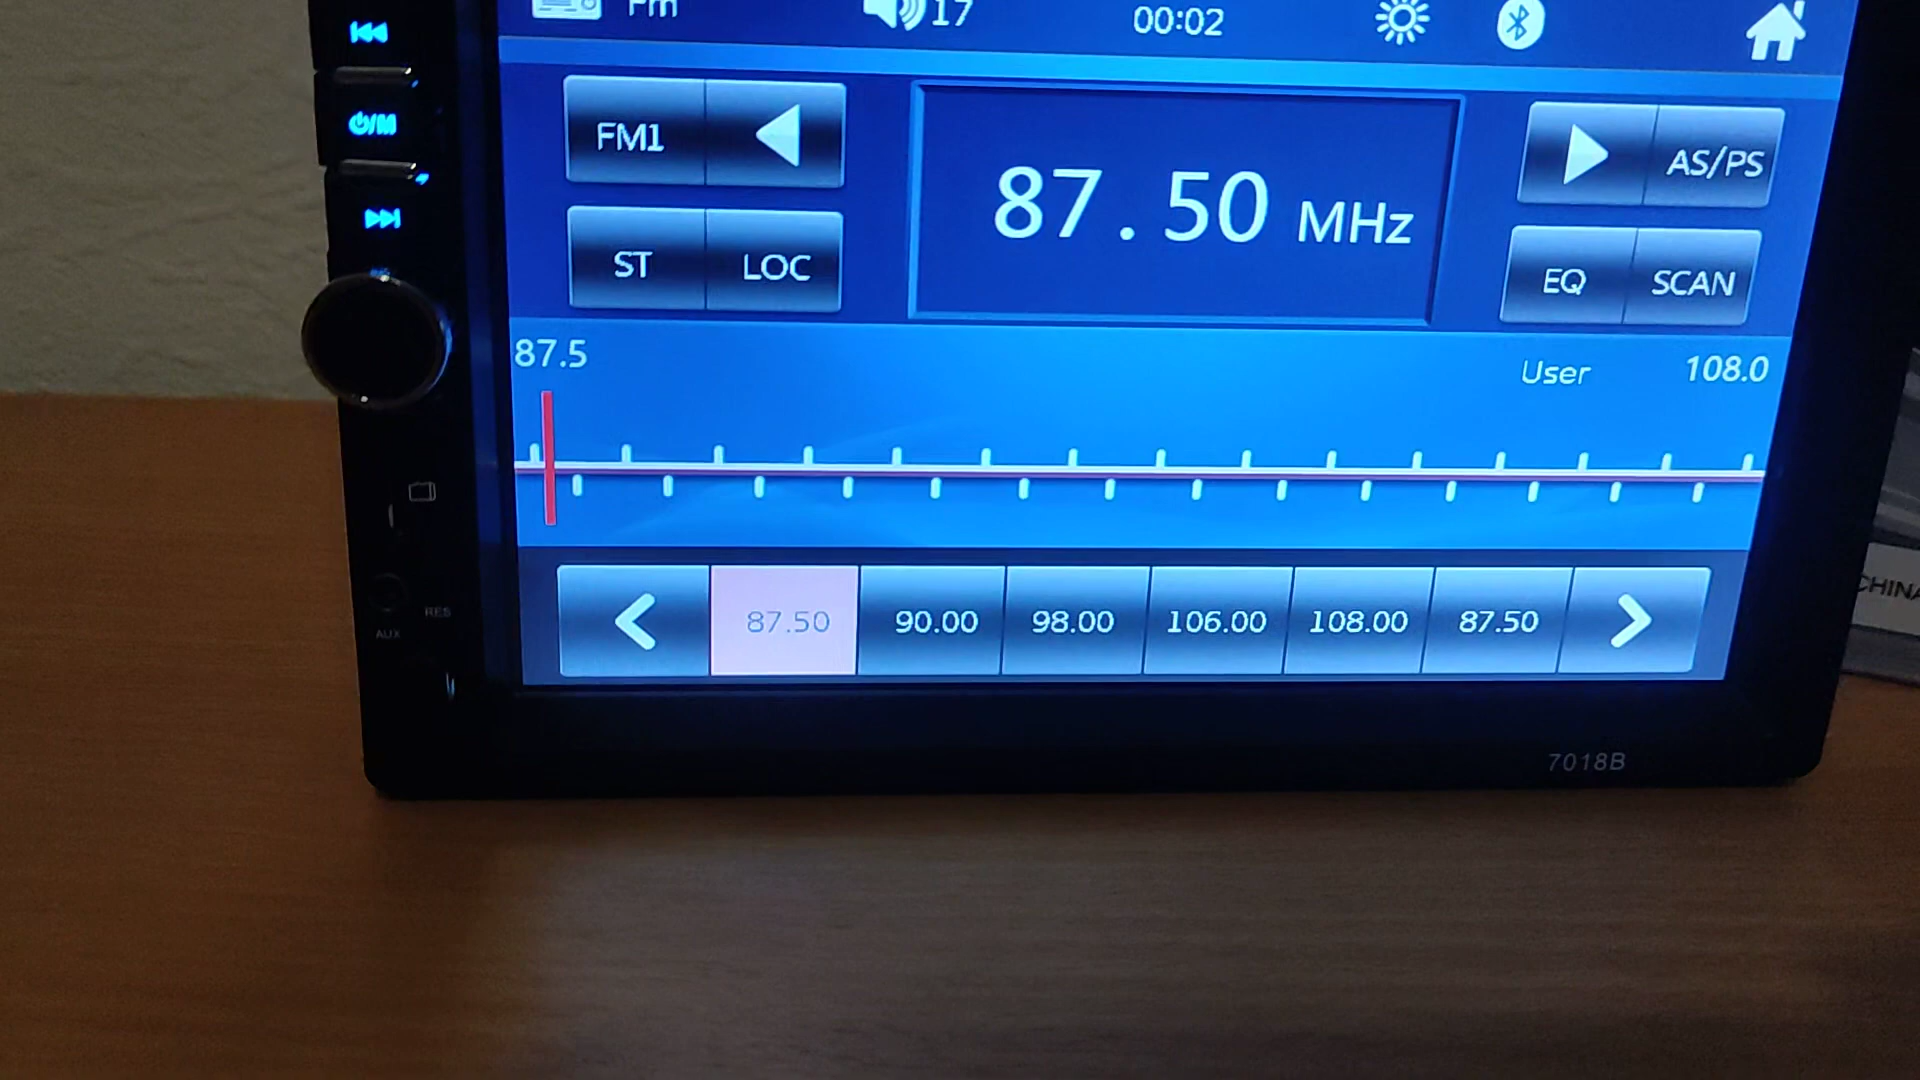 Fm 17 00:02
FM1 87.50 MHz AS/PS
ST LOC EQ SCAN
87.5 User 108.0
87.50 90.00 98.00 106.00 108.00 87.50
/M
RES
AUX
7018B
CHINA